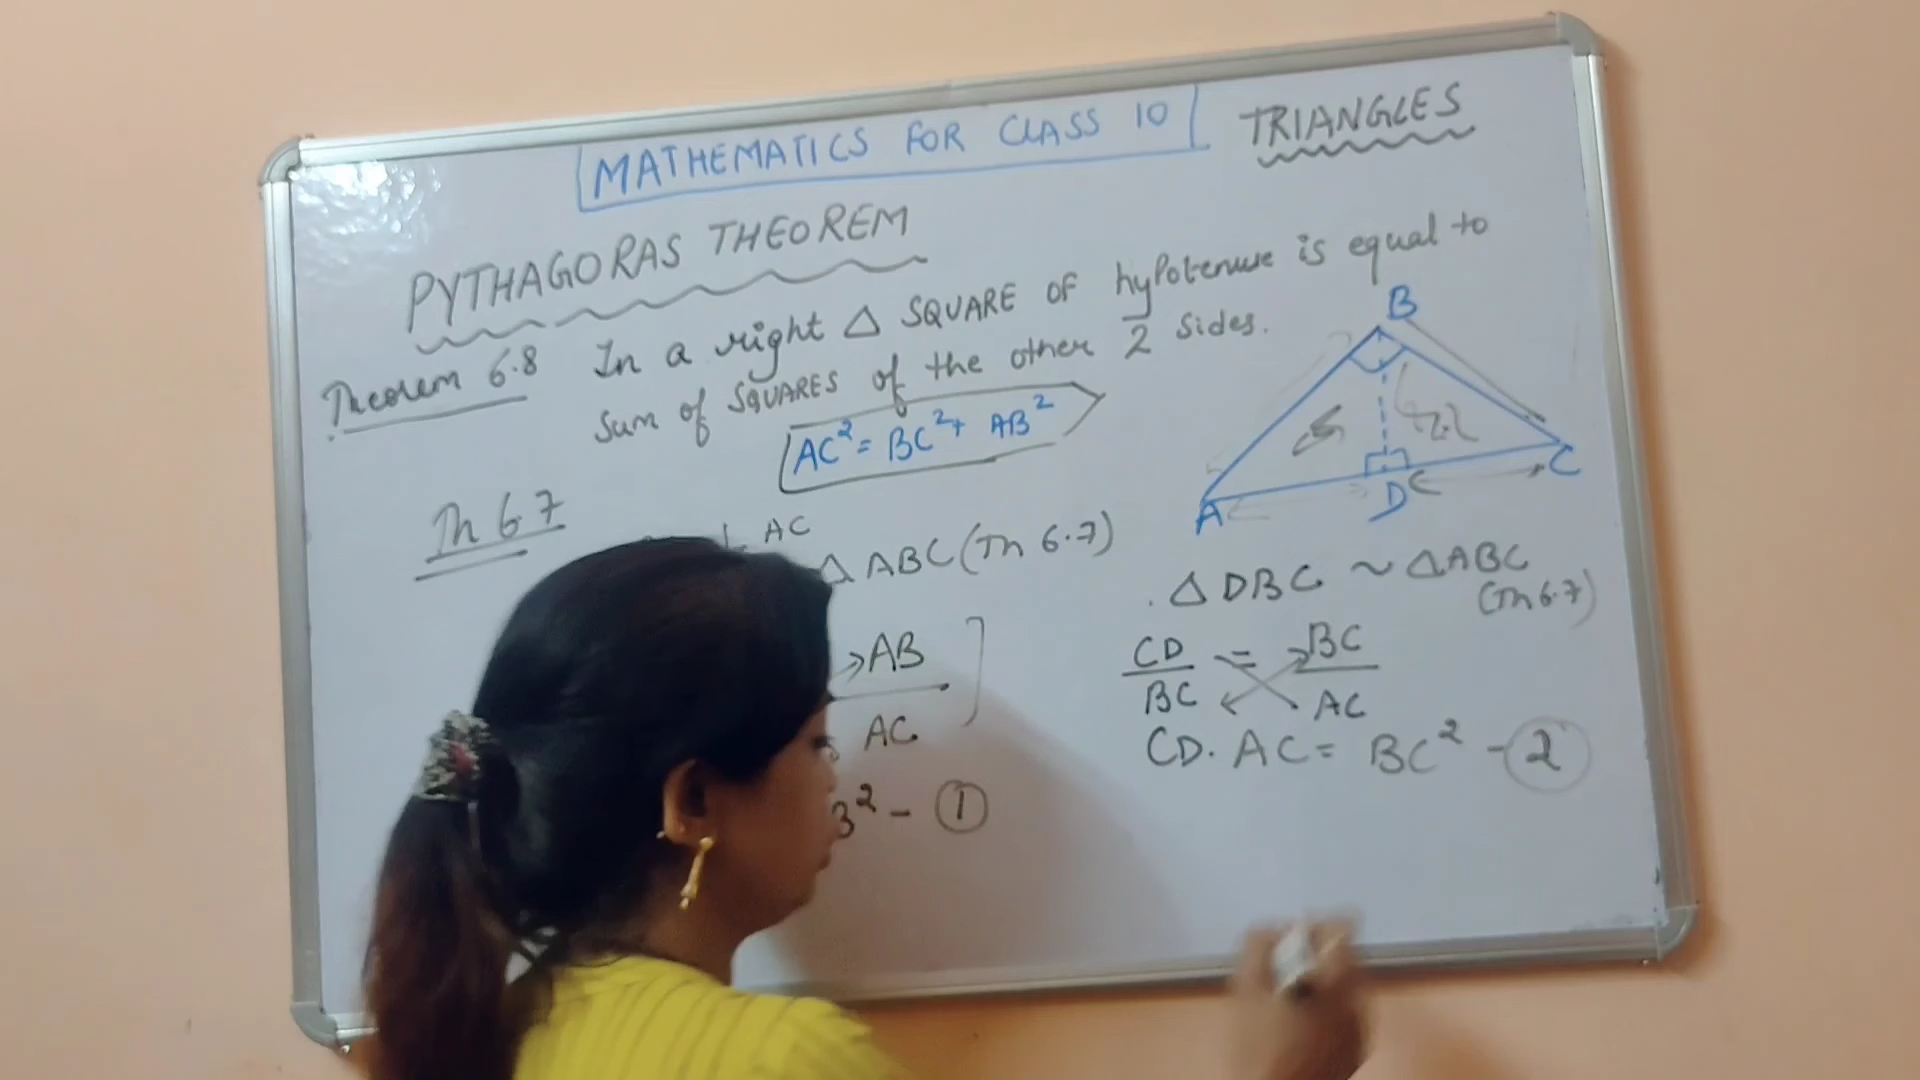 MATHEMATICS FOR CLASS 10
TRIANGLES
PYTHAGORAS THEOREM
Theorem 6.8 In a right Δ SQUARE OF hypotenuse is equal to
sum of SQUARES of the other 2 sides.
AC² = BC² + AB²
B
A
D
C
Th 6.7
⊥ AC
Δ ABC (Th 6.7)
AB
AC
B² - ①
Δ DBC ~ Δ ABC
(Th 6.7)
CD = BC
BC AC
CD. AC = BC² - ②